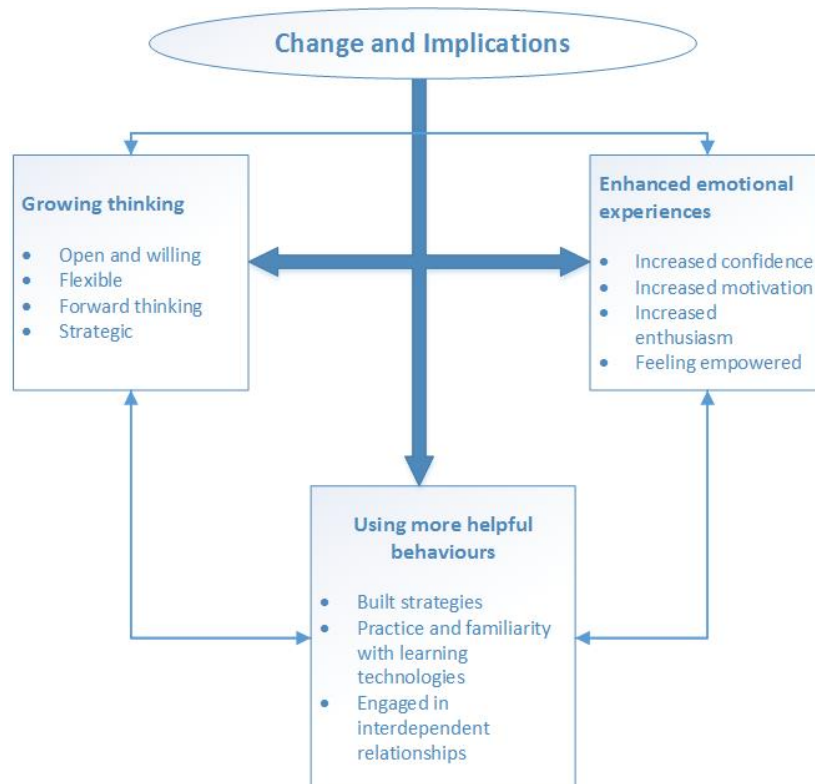 Change and Implications
Growing thinking
• Open and willing
• Flexible
• Forward thinking
• Strategic
Enhanced emotional
experiences
• Increased confidence
• Increased motivation
• Increased
enthusiasm
• Feeling empowered
Using more helpful
behaviours
• Built strategies
• Practice and familiarity
with learning
technologies
• Engaged in
interdependent
relationships